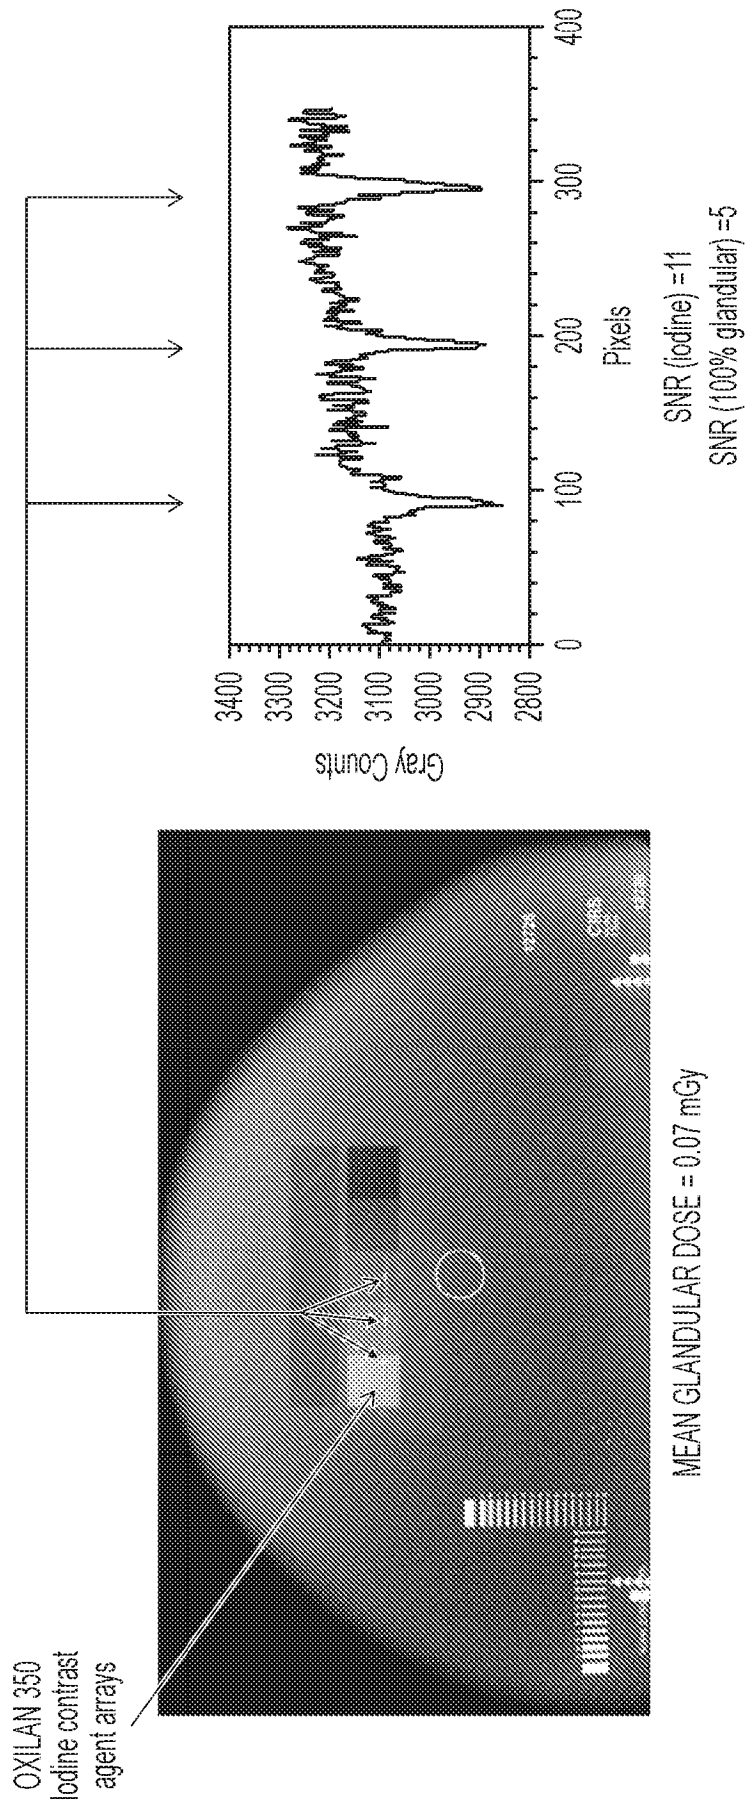 OXILAN 350
Iodine contrast
agent arrays
MEAN GLANDULAR DOSE = 0.07 mGy
Gray Counts
3400
3300
3200
3100
3000
2900
2800
0
100
200
300
400
Pixels
SNR (iodine) =11
SNR (100% glandular) =5